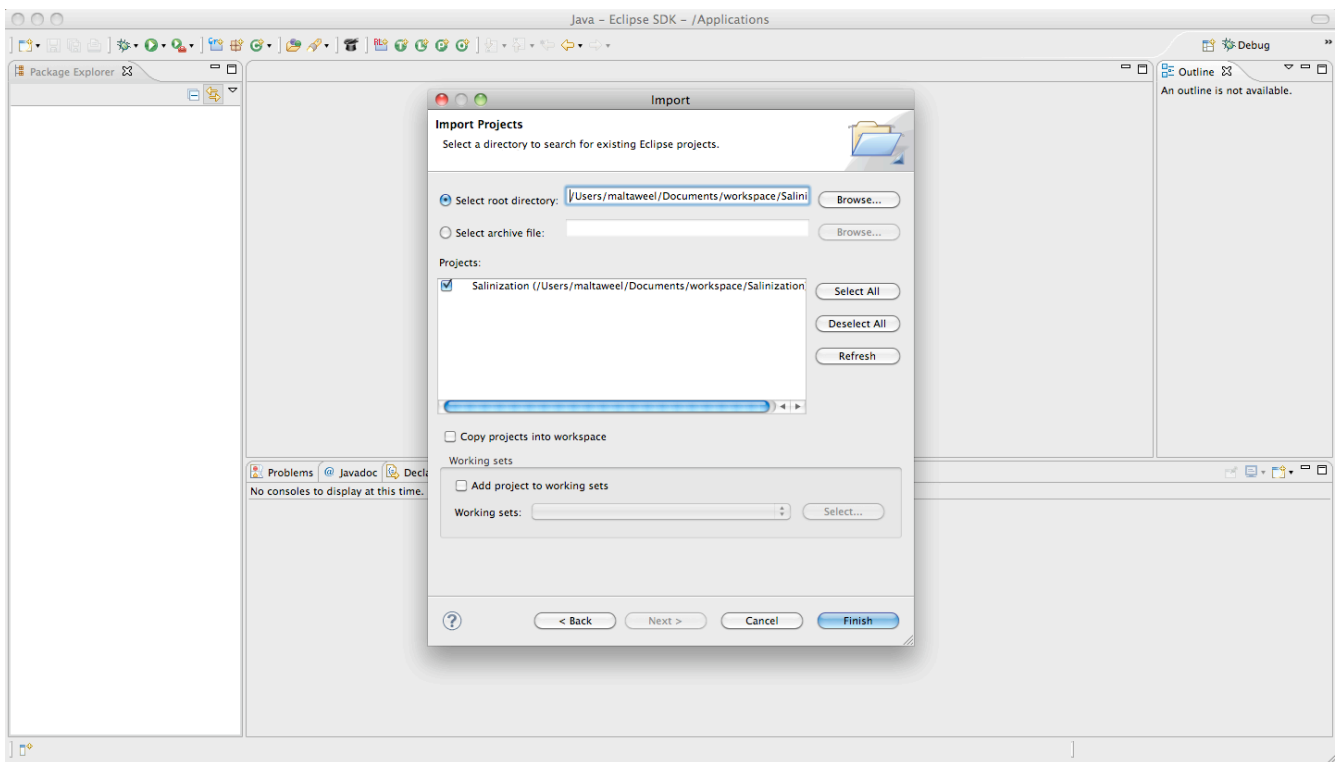 Java – Eclipse SDK – /Applications
Debug
»
Package Explorer
Outline
An outline is not available.
Import
Import Projects
Select a directory to search for existing Eclipse projects.
Select root directory: /Users/maltaweel/Documents/workspace/Salini Browse...
Select archive file: Browse...
Projects:
Salinization (/Users/maltaweel/Documents/workspace/Salinization
Select All
Deselect All
Refresh
Copy projects into workspace
Working sets
Add project to working sets
Working sets: Select...
? < Back Next > Cancel Finish
Problems @ Javadoc Decla
No consoles to display at this time.